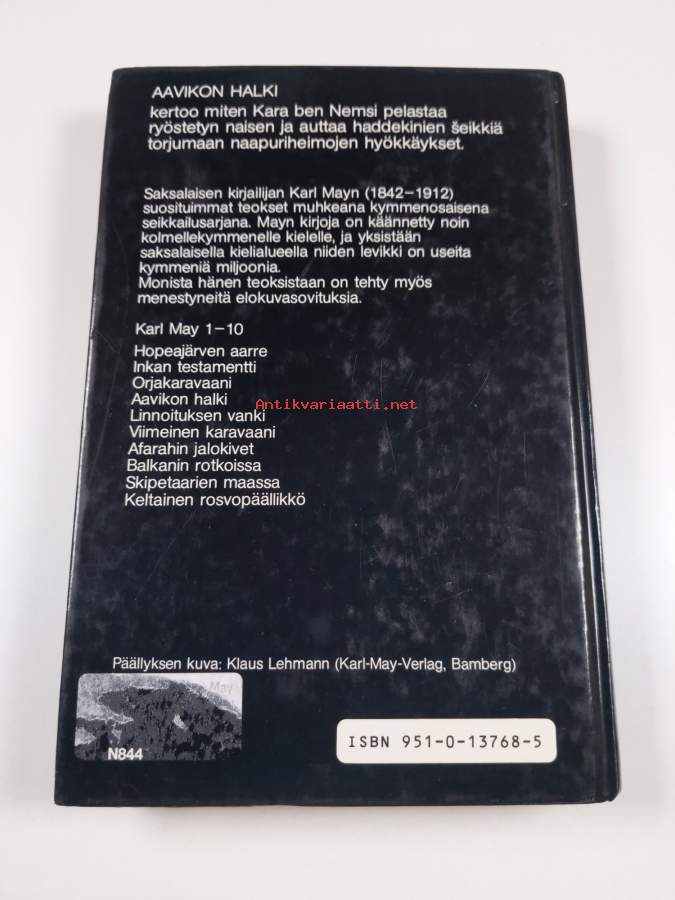 AAVIKON HALKI
kertoo miten Kara ben Nemsi pelastaa
ryöstetyn naisen ja auttaa haddekinien šeikkiä
torjumaan naapuriheimojen hyökkäykset.
Saksalaisen kirjailijan Karl Mayn (1842–1912)
suosituimmat teokset muhkeana kymmenosaisena
seikkailusarjana. Mayn kirjoja on käännetty noin
kolmellekymmenelle kielelle, ja yksistään
saksalaisella kielialueella niiden levikki on useita
kymmeniä miljoonia.
Monista hänen teoksistaan on tehty myös
menestyneitä elokuvasovituksia.
Karl May 1–10
Hopeajärven aarre
Inkan testamentti
Orjakaravaani
Aavikon halki
Antikvariaatti.net
Linnoituksen vanki
Viimeinen karavaani
Afarahin jalokivet
Balkanin rotkoissa
Skipetaarien maassa
Keltainen rosvopäällikkö
Päällyksen kuva: Klaus Lehmann (Karl-May-Verlag, Bamberg)
May
N844
ISBN 951-0-13768-5